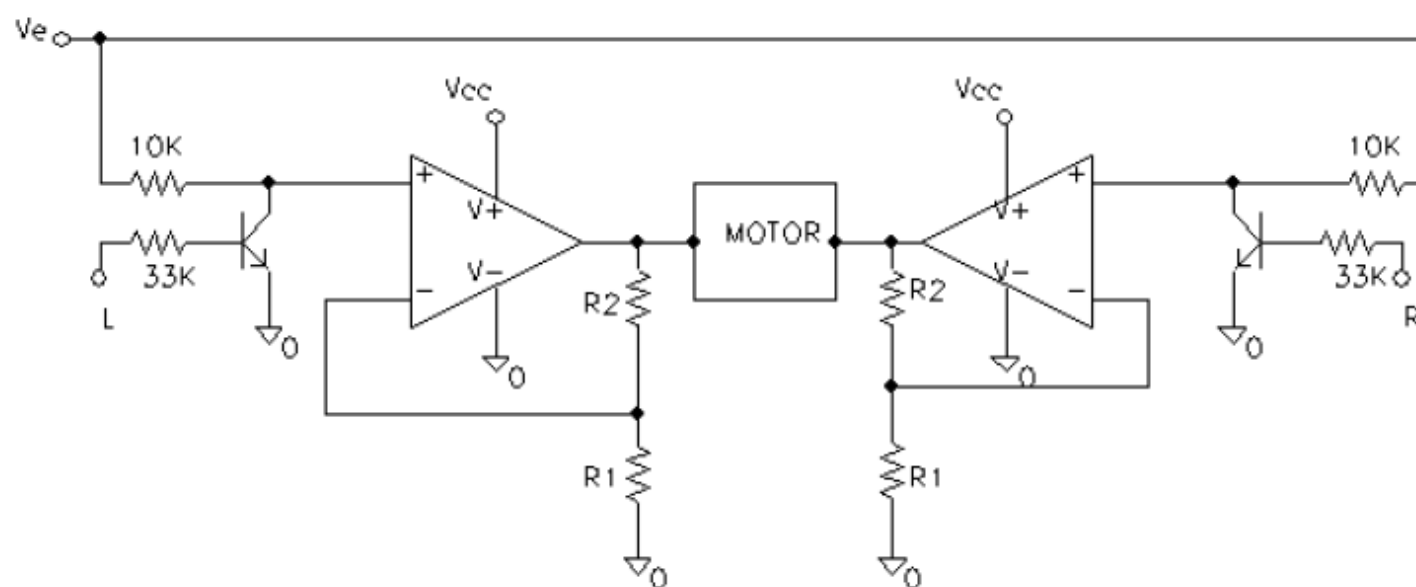 Ve
Vcc
Vcc
10K
10K
+
+
V+
V+
MOTOR
33K
33K
V-
V-
-
-
L
R
R2
R2
0
0
0
0
R1
R1
0
0